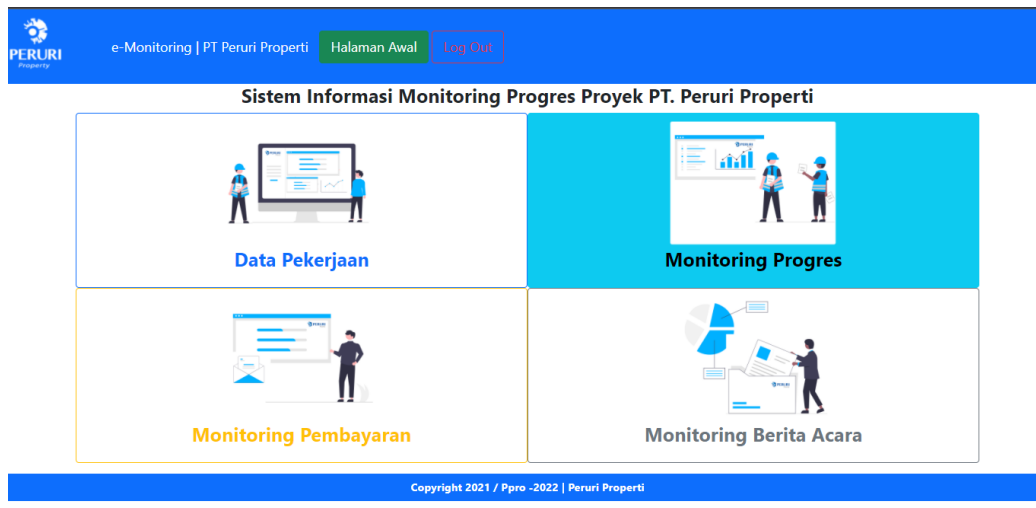 PERURI
Property
e-Monitoring | PT Peruri Properti Halaman Awal Log Out
Sistem Informasi Monitoring Progres Proyek PT. Peruri Properti
Data Pekerjaan
Monitoring Progres
Monitoring Pembayaran
Monitoring Berita Acara
Copyright 2021 / Ppro -2022 | Peruri Properti